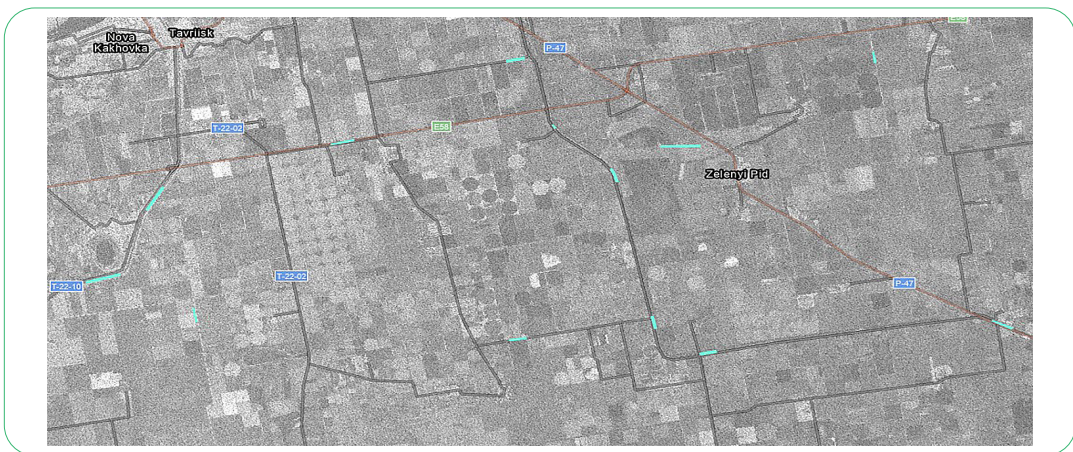 E58
Nova
Kakhovka
Tavriisk
P-47
T-22-02
E58
Zelenyi Pid
T-22-02
T-22-10
P-47